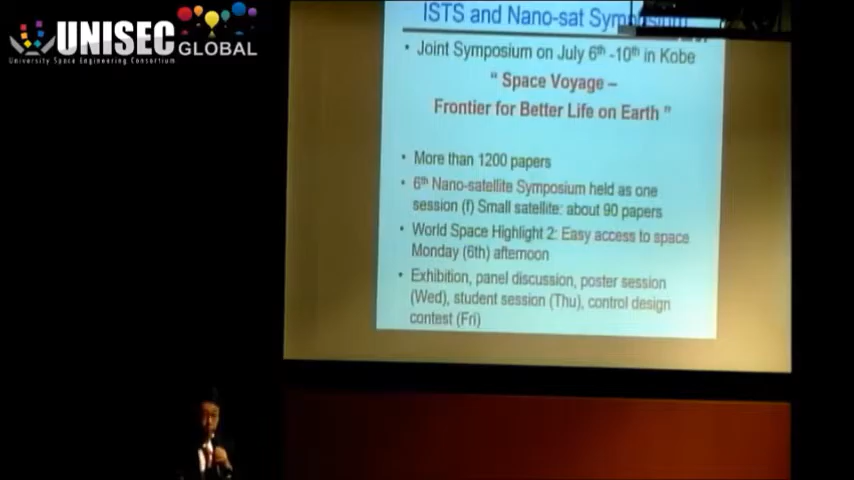 UNISEC
GLOBAL
University Space Engineering Consortium
ISTS and Nano-sat Symposium
• Joint Symposium on July 6th -10th in Kobe
“ Space Voyage –
Frontier for Better Life on Earth ”
• More than 1200 papers
• 6th Nano-satellite Symposium held as one
session (f) Small satellite: about 90 papers
• World Space Highlight 2: Easy access to space
Monday (6th) afternoon
• Exhibition, panel discussion, poster session
(Wed), student session (Thu), control design
contest (Fri)